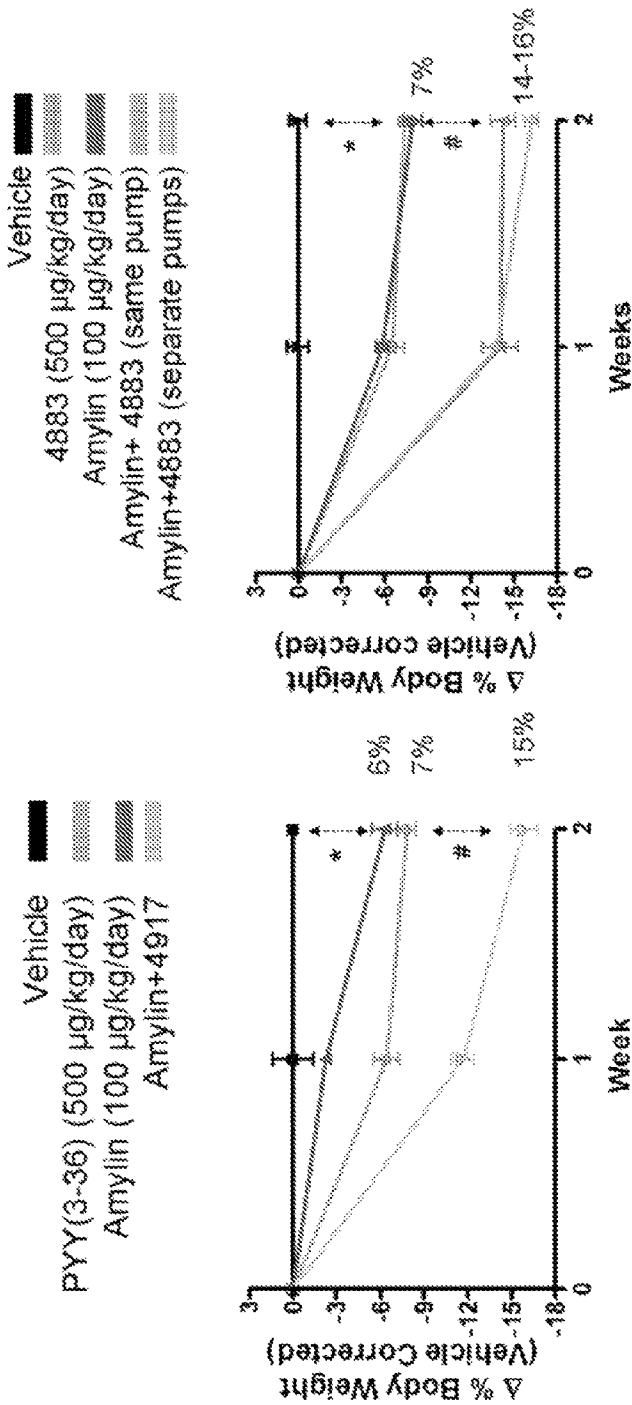 Vehicle
PYY(3-36) (500 µg/kg/day)
Amylin (100 µg/kg/day)
Amylin+4917
Δ % Body Weight
(Vehicle Corrected)
3
0
-3
-6
-9
-12
-15
-18
*
#
6%
7%
15%
0
1
2
Week
Vehicle
4883 (500 µg/kg/day)
Amylin (100 µg/kg/day)
Amylin+ 4883 (same pump)
Amylin+4883 (separate pumps)
Δ % Body Weight
(Vehicle corrected)
3
0
-3
-6
-9
-12
-15
-18
*
#
7%
14-16%
0
1
2
Weeks